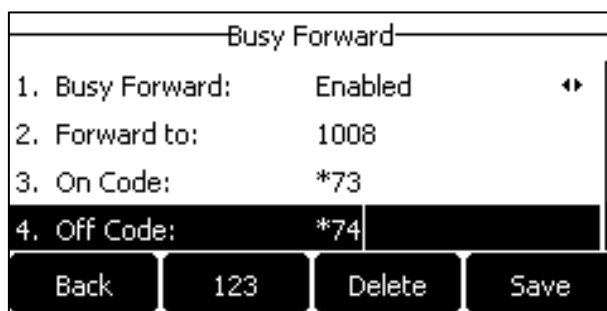 Busy Forward
1. Busy Forward: Enabled
2. Forward to: 1008
3. On Code: *73
4. Off Code: *74
Back 123 Delete Save